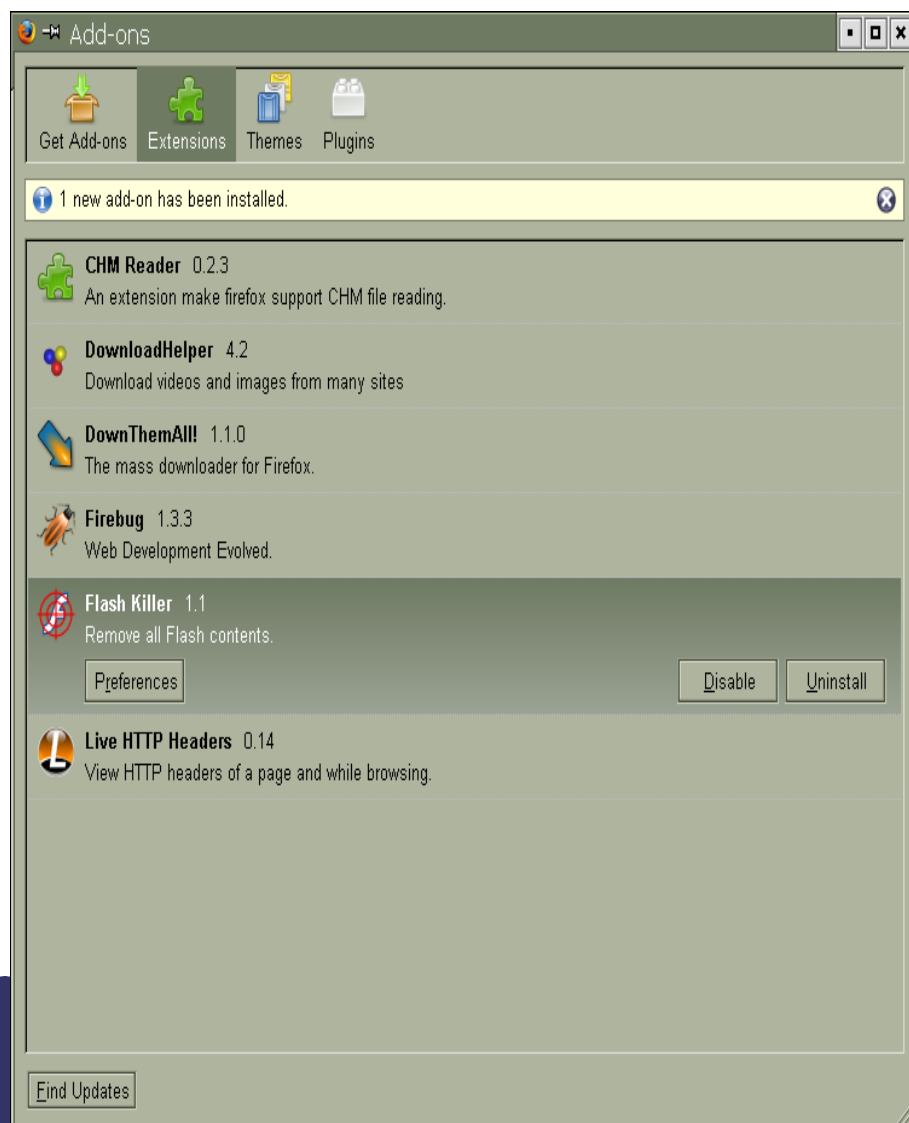 Add-ons
Get Add-ons Extensions Themes Plugins
1 new add-on has been installed.
CHM Reader 0.2.3
An extension make firefox support CHM file reading.
DownloadHelper 4.2
Download videos and images from many sites
DownThemAll! 1.1.0
The mass downloader for Firefox.
Firebug 1.3.3
Web Development Evolved.
Flash Killer 1.1
Remove all Flash contents.
Preferences Disable Uninstall
Live HTTP Headers 0.14
View HTTP headers of a page and while browsing.
Find Updates